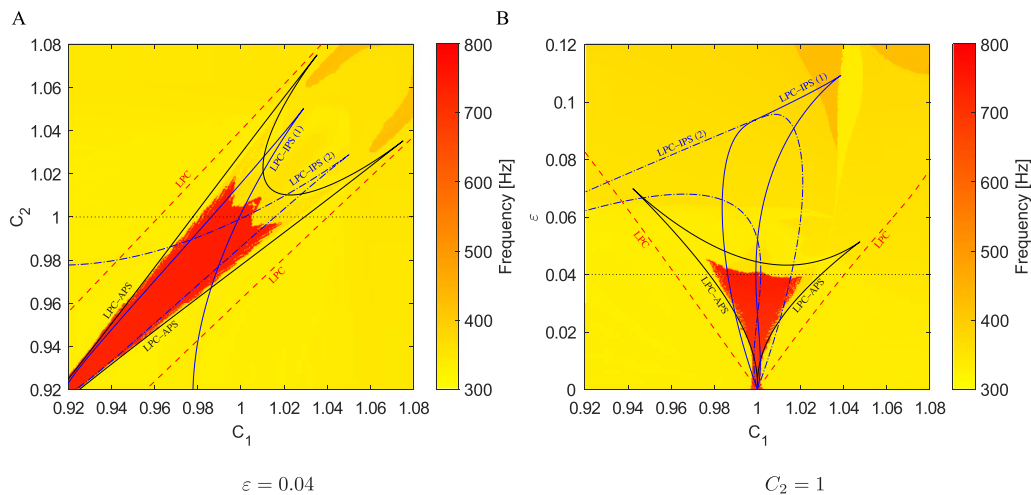 A
B
1.08
1.06
1.04
1.02
1
0.98
0.96
0.94
0.92
C_2
0.92 0.94 0.96 0.98 1 1.02 1.04 1.06 1.08
C_1
LPC
LPC
LPC-APS
LPC-APS
LPC-IPS (1)
LPC-IPS (2)
800
700
600
500
400
300
Frequency [Hz]
0.12
0.1
0.08
0.06
0.04
0.02
0
ε
0.92 0.94 0.96 0.98 1 1.02 1.04 1.06 1.08
C_1
LPC-IPS (2)
LPC-IPS (1)
LPC
LPC
LPC-APS
LPC-APS
800
700
600
500
400
300
Frequency [Hz]
ε = 0.04
C_2 = 1